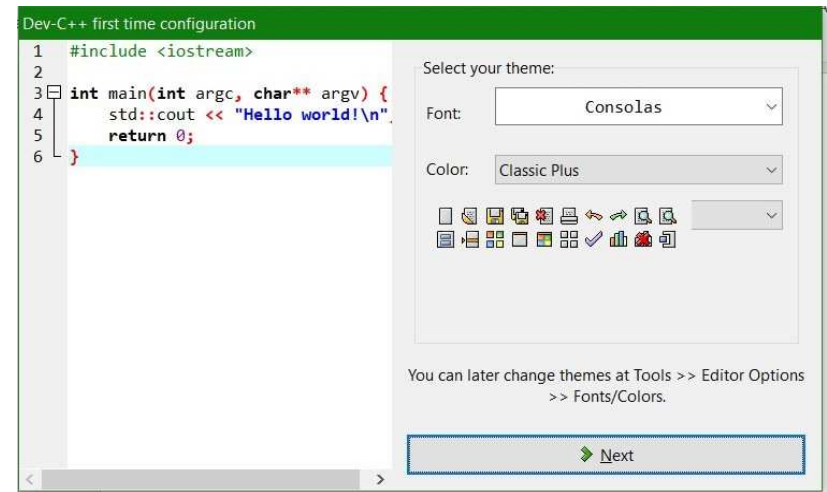 Dev-C++ first time configuration
1 #include <iostream>
2
3 int main(int argc, char** argv) {
4 std::cout << "Hello world!\n"
5 return 0;
6 }
Select your theme:
Font: Consolas
Color: Classic Plus
You can later change themes at Tools >> Editor Options
>> Fonts/Colors.
Next